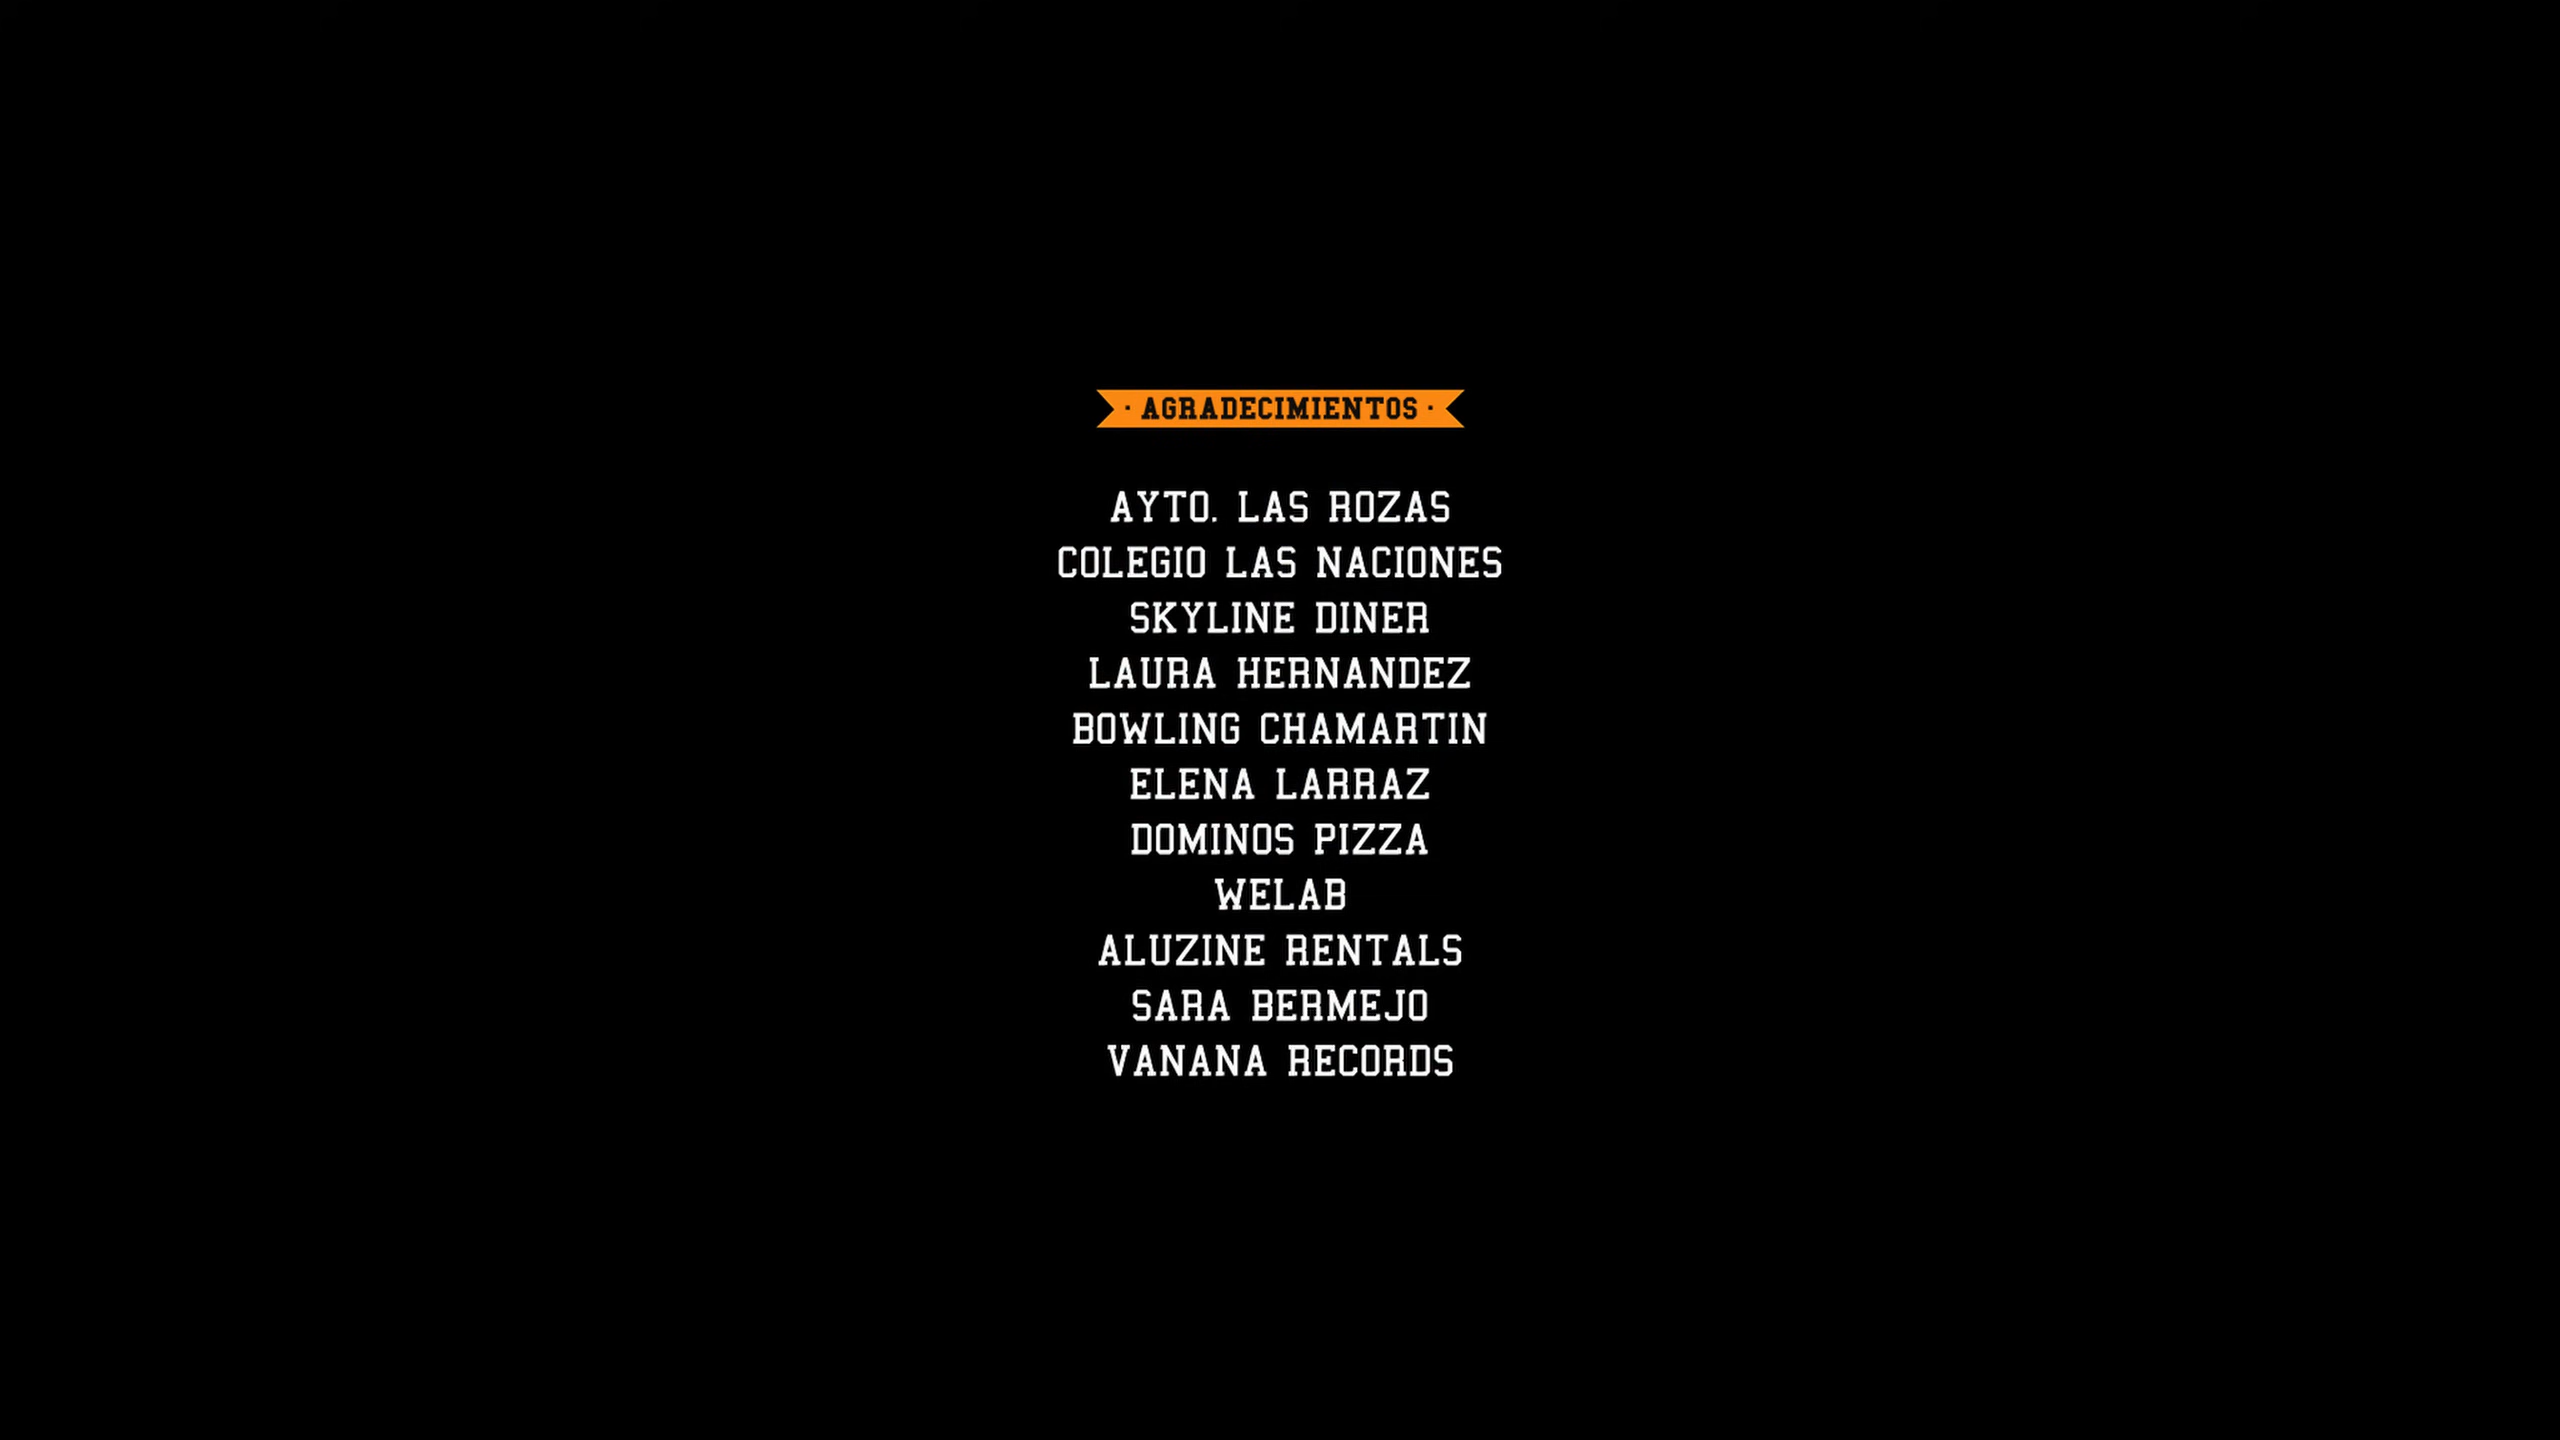 · AGRADECIMIENTOS ·
AYTO. LAS ROZAS
COLEGIO LAS NACIONES
SKYLINE DINER
LAURA HERNANDEZ
BOWLING CHAMARTIN
ELENA LARRAZ
DOMINOS PIZZA
WELAB
ALUZINE RENTALS
SARA BERMEJO
VANANA RECORDS